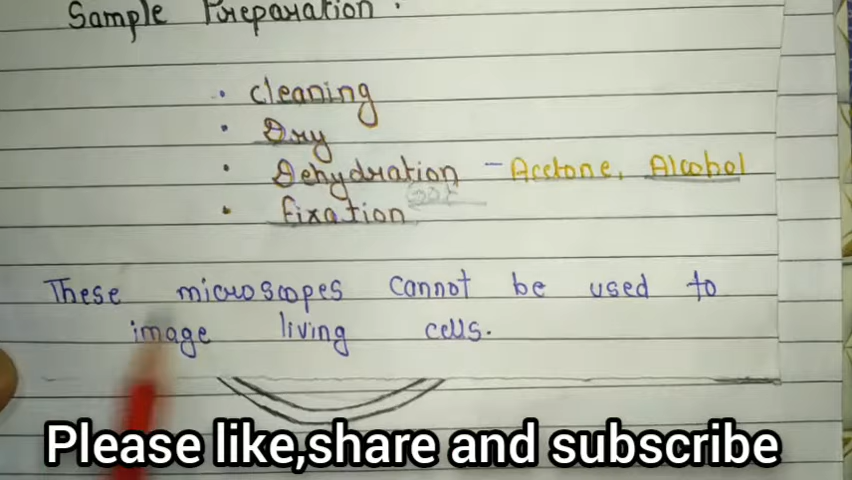 Sample Preparation.
· Cleaning
· Dry
· Dehydration - Acetone, Alcohol
· fixation
These microscopes cannot be used to
image living cells.
Please like,share and subscribe